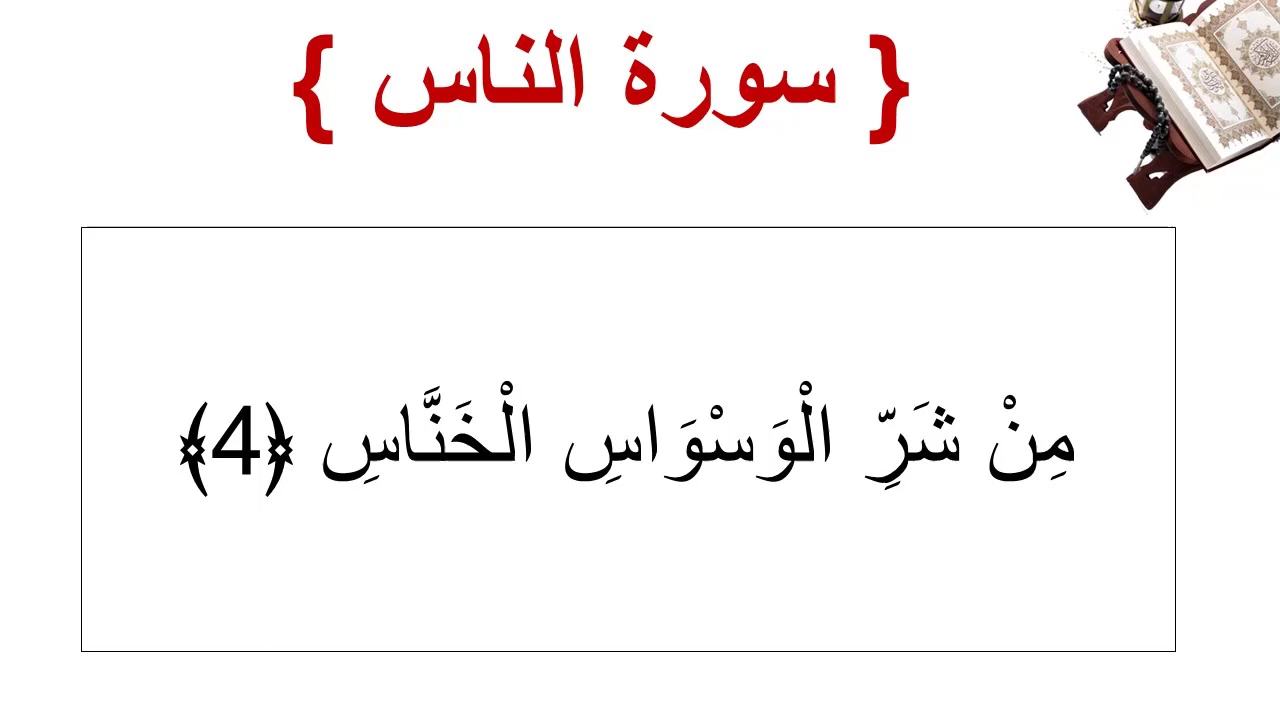 { سورة الناس }
مِنْ شَرِّ الْوَسْوَاسِ الْخَنَّاسِ ﴿4﴾